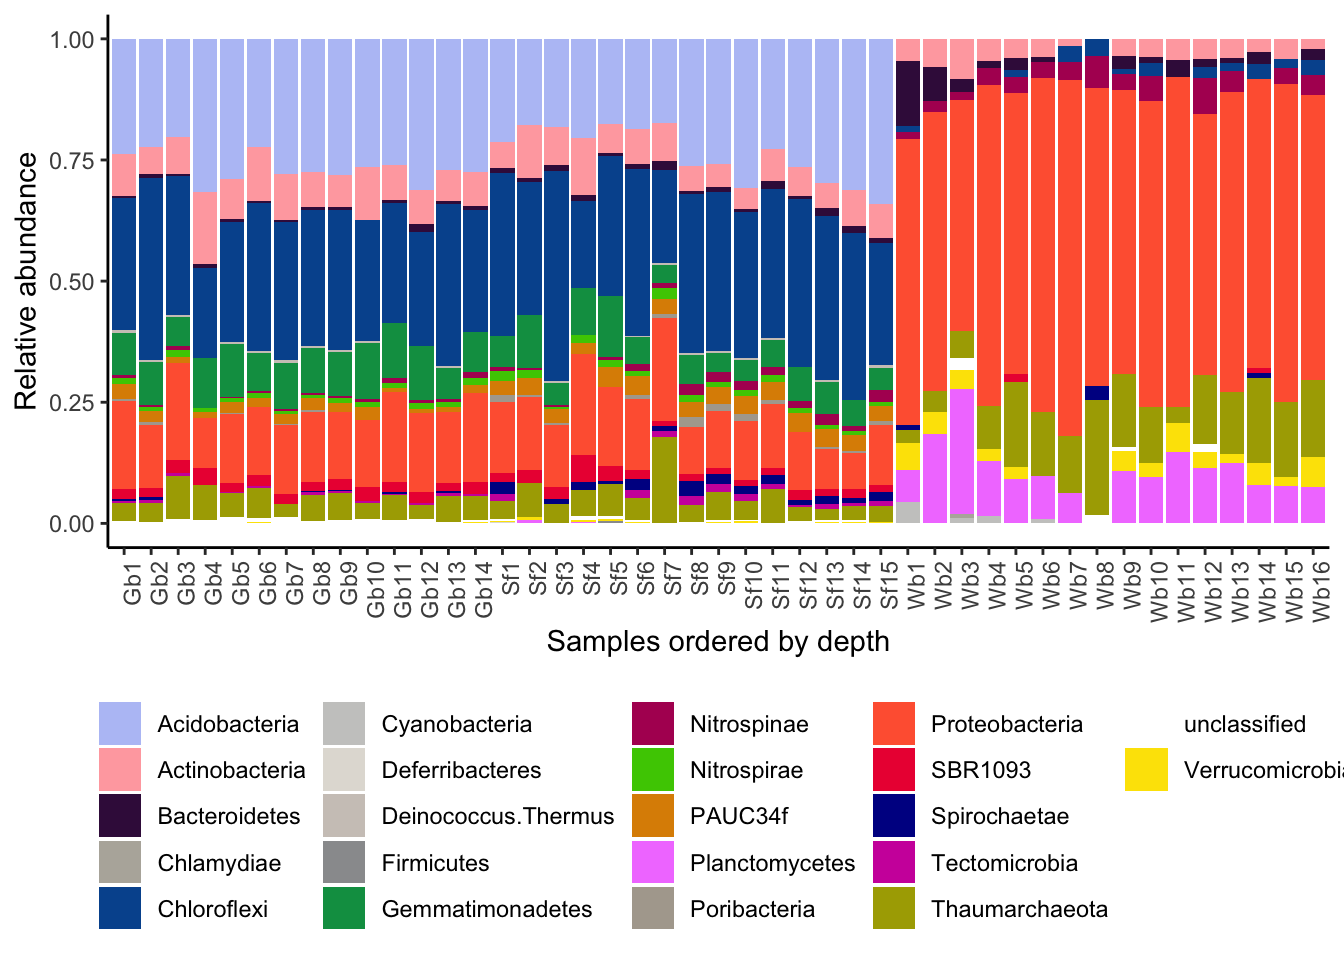 1.00
0.75
0.50
0.25
0.00
Relative abundance
Gb1 Gb2 Gb3 Gb4 Gb5 Gb6 Gb7 Gb8 Gb9 Gb10 Gb11 Gb12 Gb13 Gb14 Sf1 Sf2 Sf3 Sf4 Sf5 Sf6 Sf7 Sf8 Sf9 Sf10 Sf11 Sf12 Sf13 Sf14 Sf15 Wb1 Wb2 Wb3 Wb4 Wb5 Wb6 Wb7 Wb8 Wb9 Wb10 Wb11 Wb12 Wb13 Wb14 Wb15 Wb16
Samples ordered by depth
Acidobacteria
Actinobacteria
Bacteroidetes
Chlamydiae
Chloroflexi
Cyanobacteria
Deferribacteres
Deinococcus.Thermus
Firmicutes
Gemmatimonadetes
Nitrospinae
Nitrospirae
PAUC34f
Planctomycetes
Poribacteria
Proteobacteria
SBR1093
Spirochaetae
Tectomicrobia
Thaumarchaeota
unclassified
Verrucomicrobi